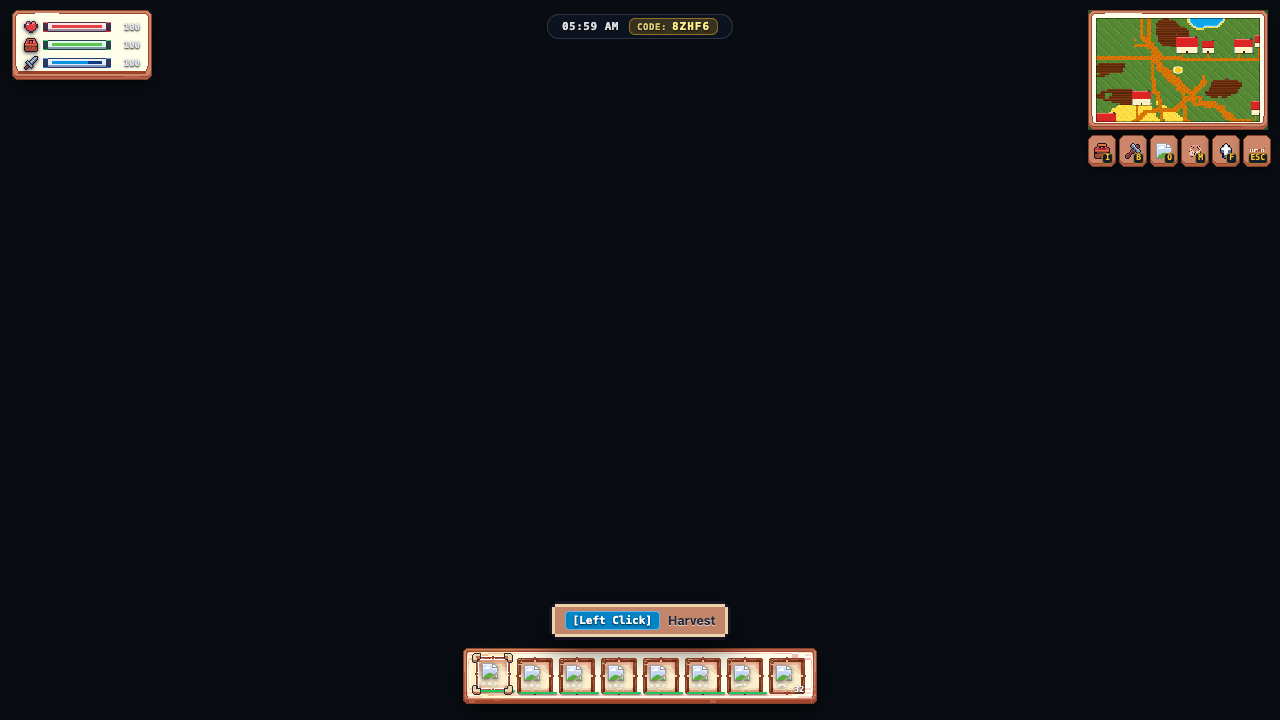 100
100
100
05:59 AM CODE: 8ZHF6
I B O M F ESC
[Left Click] Harvest
32